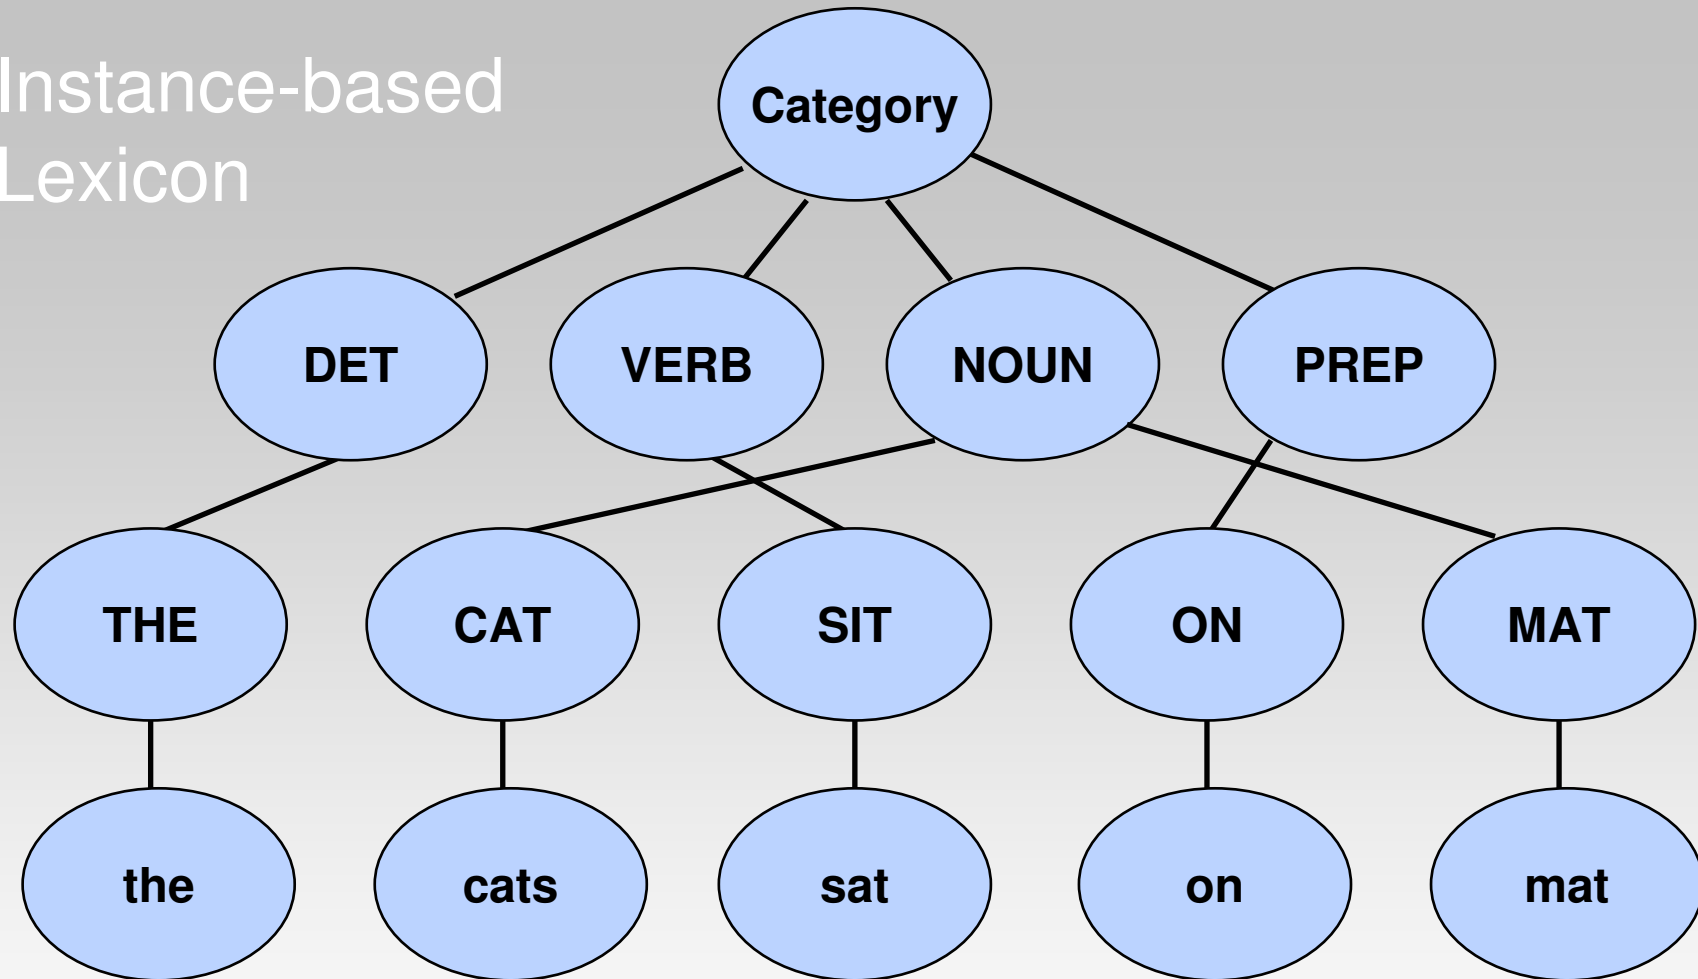 Instance-based
Lexicon
Category
DET VERB NOUN PREP
THE CAT SIT ON MAT
the cats sat on mat